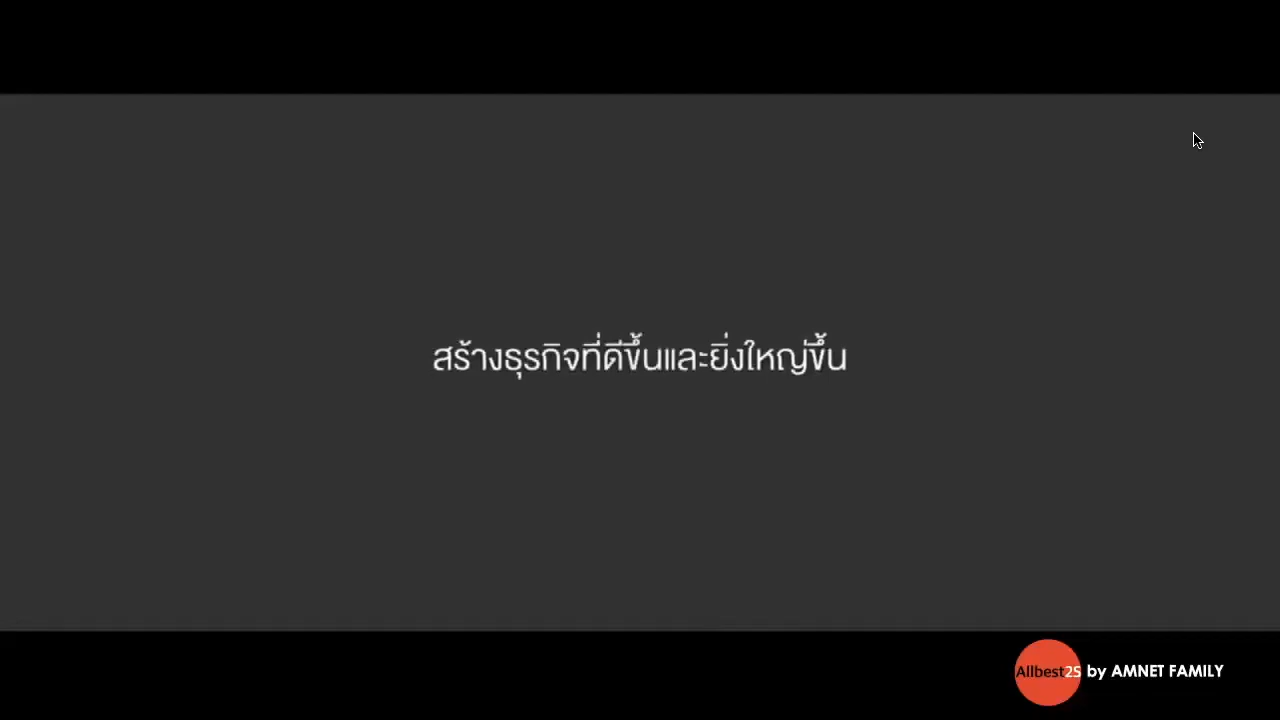 สร้างธุรกิจที่ดีขึ้นและยิ่งใหญ่ขึ้น
Allbest2S by AMNET FAMILY